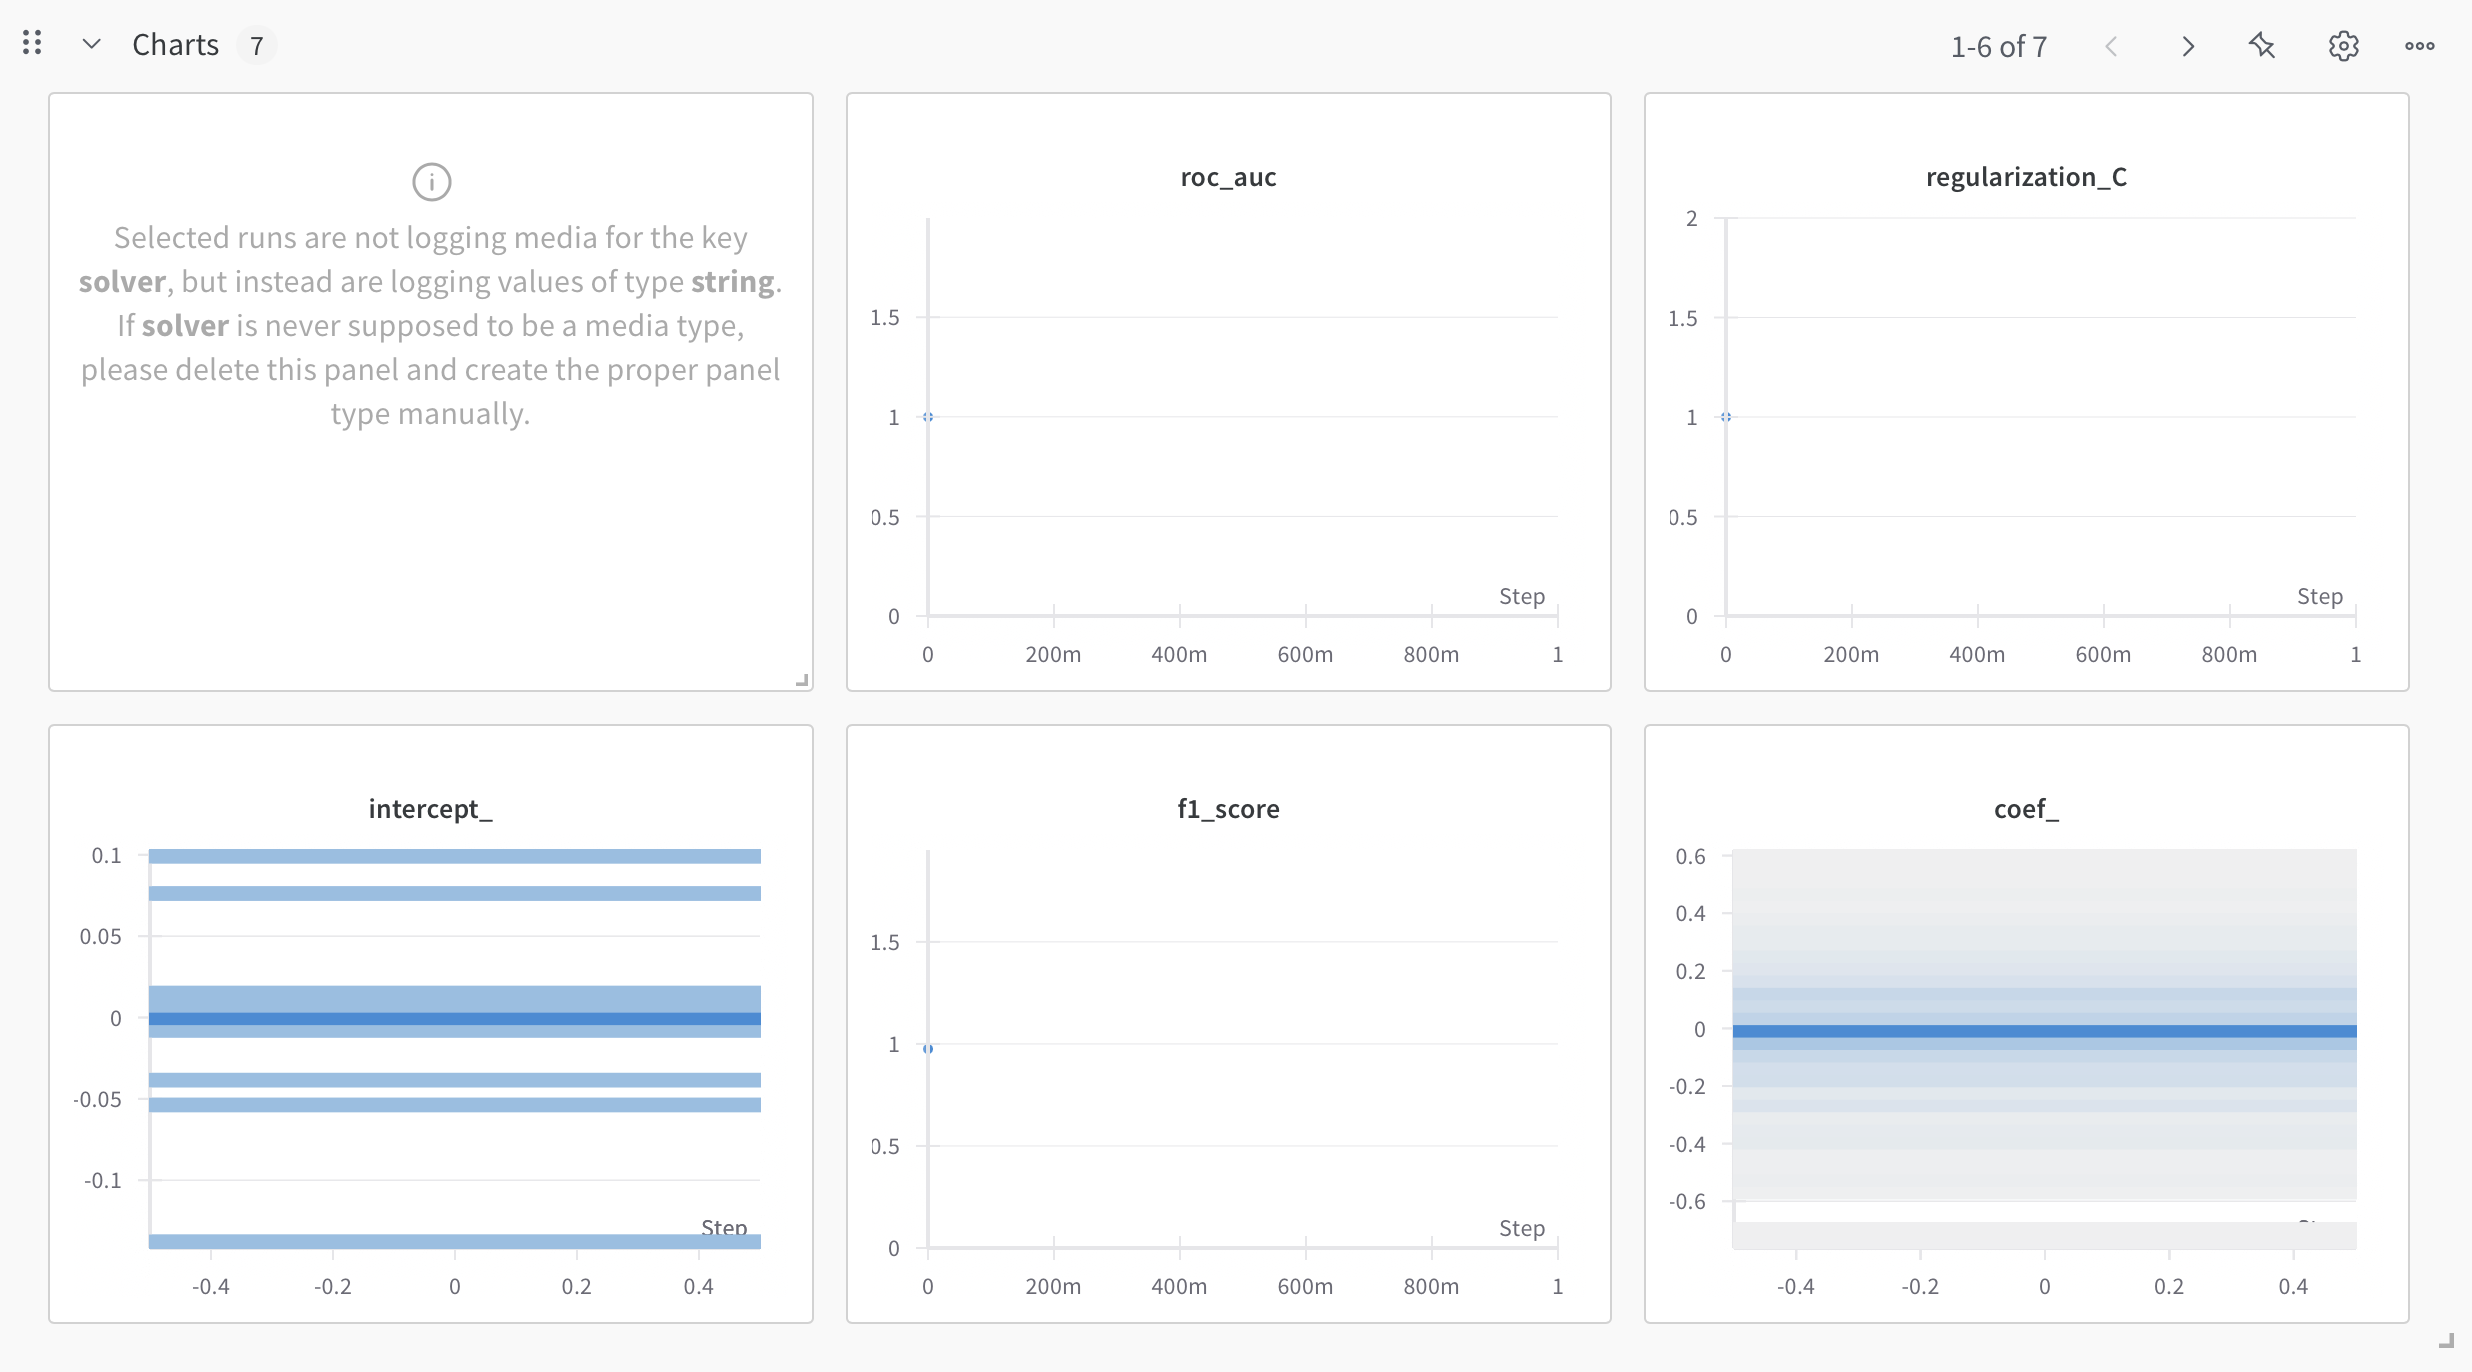 Charts 7
1-6 of 7
Selected runs are not logging media for the key
solver, but instead are logging values of type string.
If solver is never supposed to be a media type,
please delete this panel and create the proper panel
type manually.
roc_auc
1.5
1
0.5
0
Step
0 200m 400m 600m 800m 1
regularization_C
2
1.5
1
0.5
0
Step
0 200m 400m 600m 800m 1
intercept_
0.1
0.05
0
-0.05
-0.1
Step
-0.4 -0.2 0 0.2 0.4
f1_score
1.5
1
0.5
0
Step
0 200m 400m 600m 800m 1
coef_
0.6
0.4
0.2
0
-0.2
-0.4
-0.6
-0.4 -0.2 0 0.2 0.4